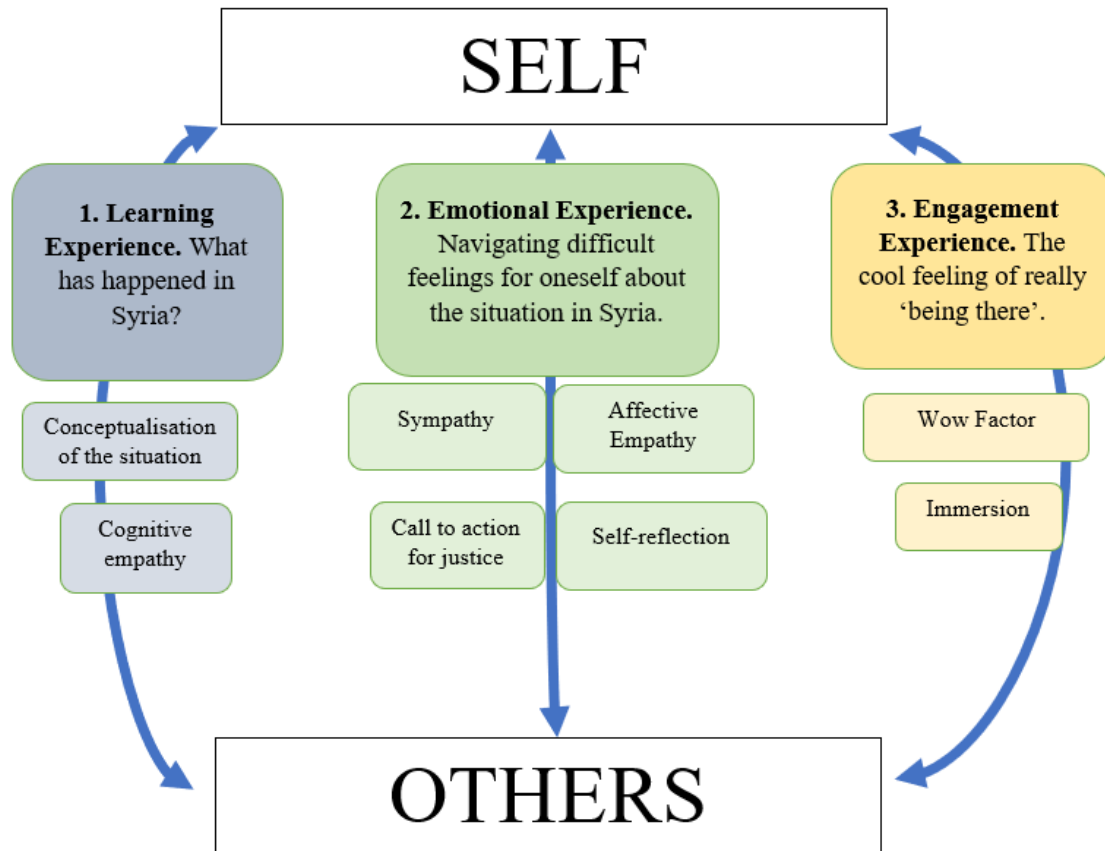 SELF
1. Learning
Experience. What
has happened in
Syria?
Conceptualisation
of the situation
Cognitive
empathy
2. Emotional Experience.
Navigating difficult
feelings for oneself about
the situation in Syria.
Sympathy
Affective
Empathy
Call to action
for justice
Self-reflection
3. Engagement
Experience. The
cool feeling of really
‘being there’.
Wow Factor
Immersion
OTHERS